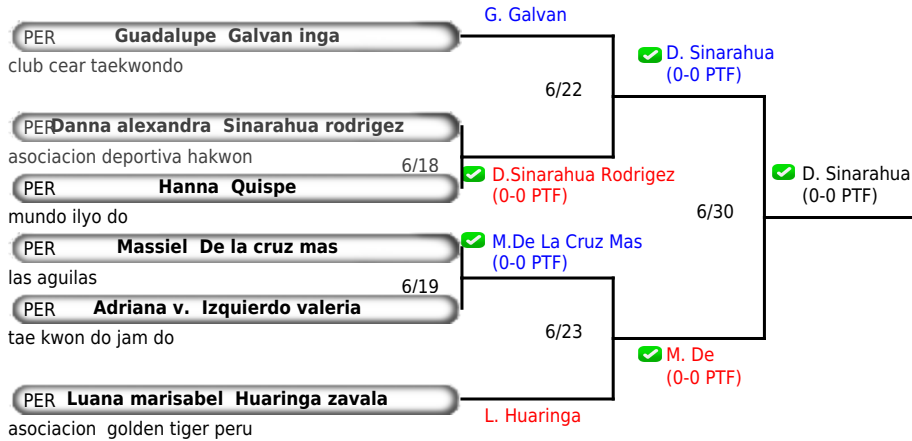 G. Galvan
PER Guadalupe Galvan inga
club cear taekwondo
D. Sinarahua
(0-0 PTF)
6/22
PER Danna alexandra Sinarahua rodrigez
asociacion deportiva hakwon
6/18
D.Sinarahua Rodrigez
(0-0 PTF)
PER Hanna Quispe
mundo ilyo do
D. Sinarahua
(0-0 PTF)
6/30
PER Massiel De la cruz mas
las aguilas
M.De La Cruz Mas
(0-0 PTF)
6/19
PER Adriana v. Izquierdo valeria
tae kwon do jam do
6/23
M. De
(0-0 PTF)
PER Luana marisabel Huaringa zavala
asociacion golden tiger peru
L. Huaringa